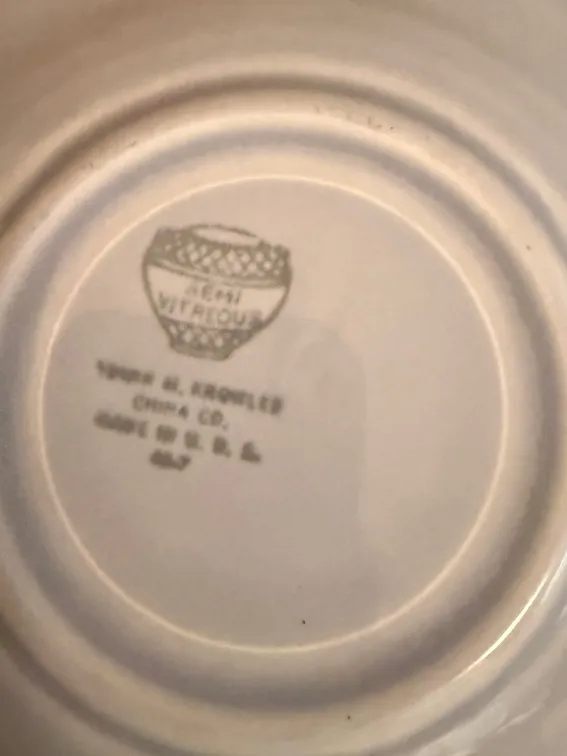 SEMI
VITREOUS
EDWIN M. KNOWLES
CHINA CO.
MADE IN U. S. A.